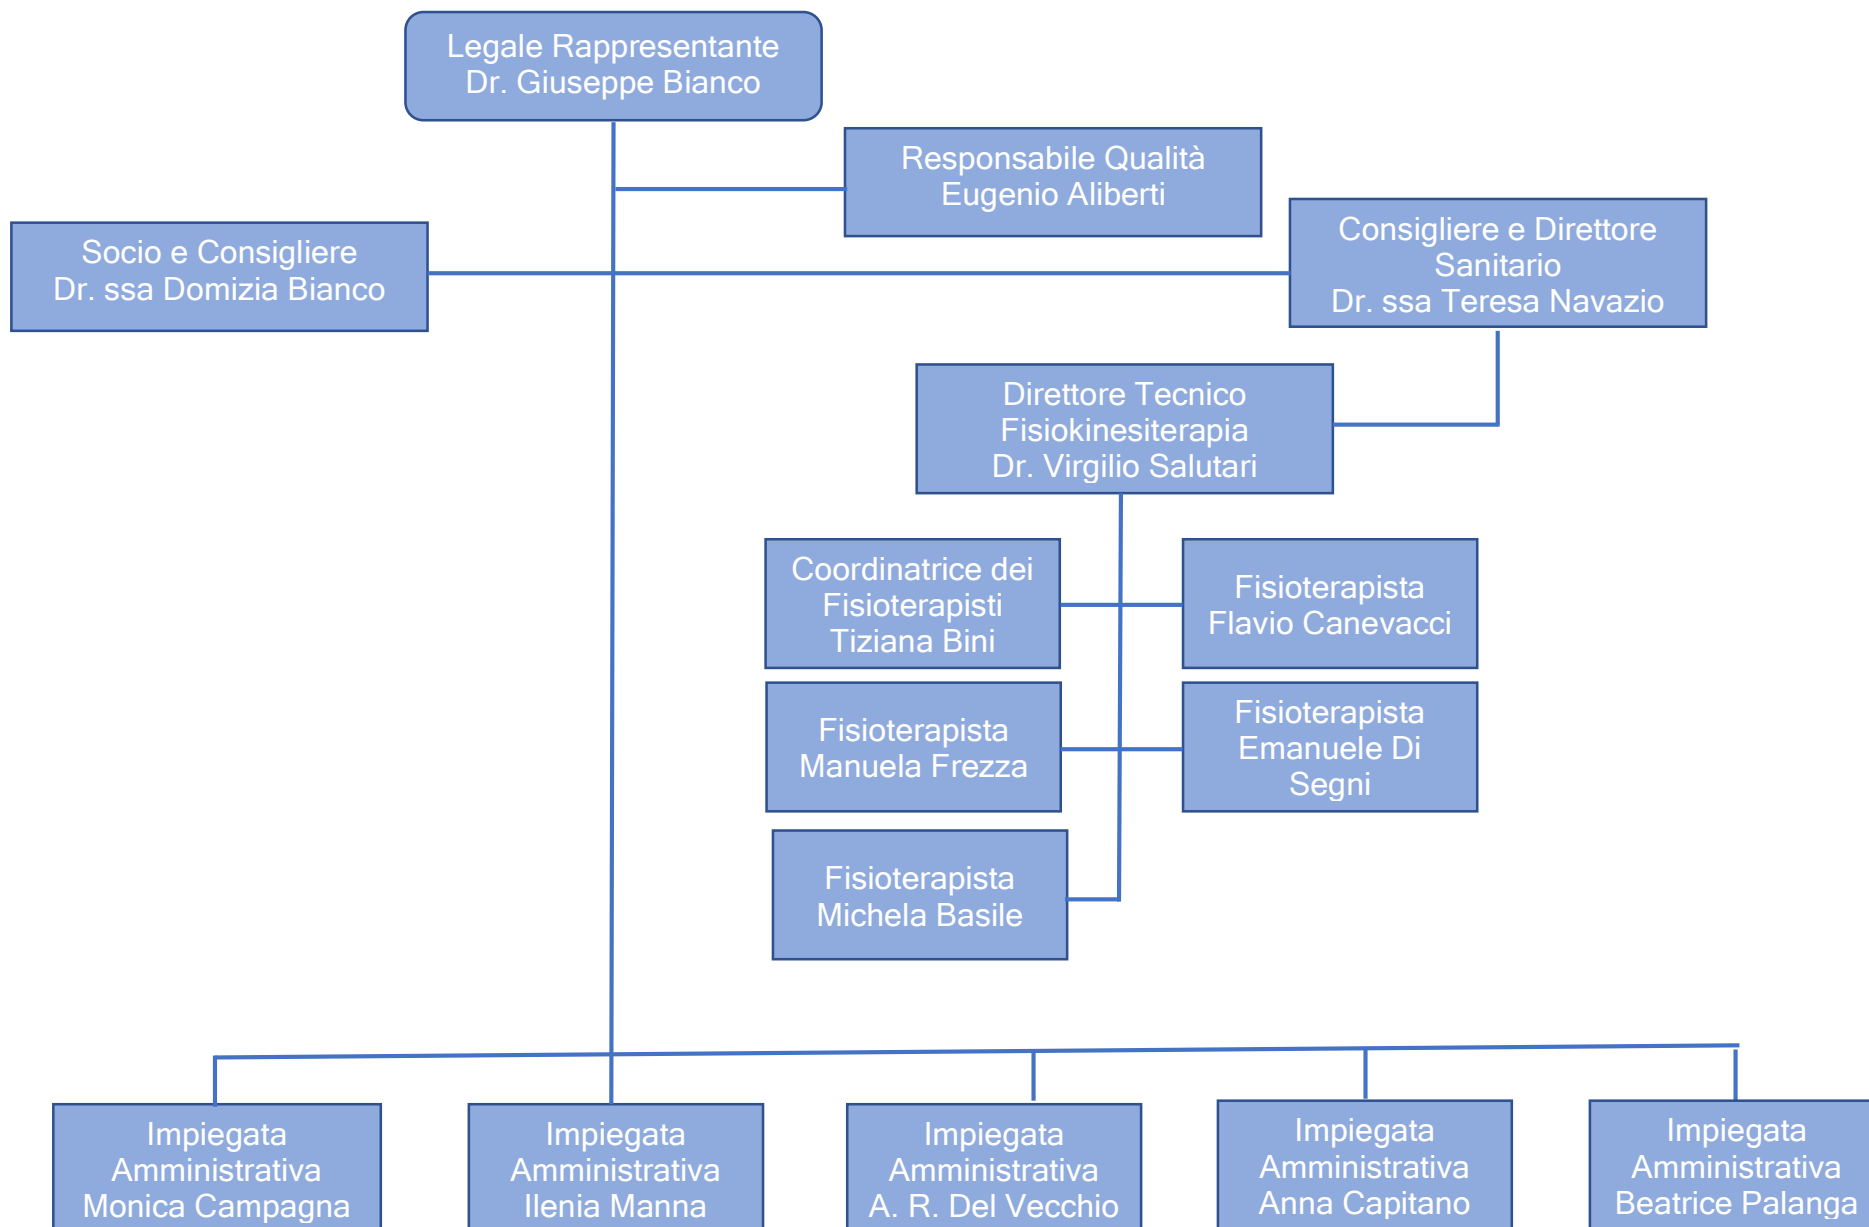 Legale Rappresentante
Dr. Giuseppe Bianco
Responsabile Qualità
Eugenio Aliberti
Socio e Consigliere
Dr. ssa Domizia Bianco
Consigliere e Direttore
Sanitario
Dr. ssa Teresa Navazio
Direttore Tecnico
Fisiokinesiterapia
Dr. Virgilio Salutari
Coordinatrice dei
Fisioterapisti
Tiziana Bini
Fisioterapista
Flavio Canevacci
Fisioterapista
Manuela Frezza
Fisioterapista
Emanuele Di
Segni
Fisioterapista
Michela Basile
Impiegata
Amministrativa
Monica Campagna
Impiegata
Amministrativa
Ilenia Manna
Impiegata
Amministrativa
A. R. Del Vecchio
Impiegata
Amministrativa
Anna Capitano
Impiegata
Amministrativa
Beatrice Palanga